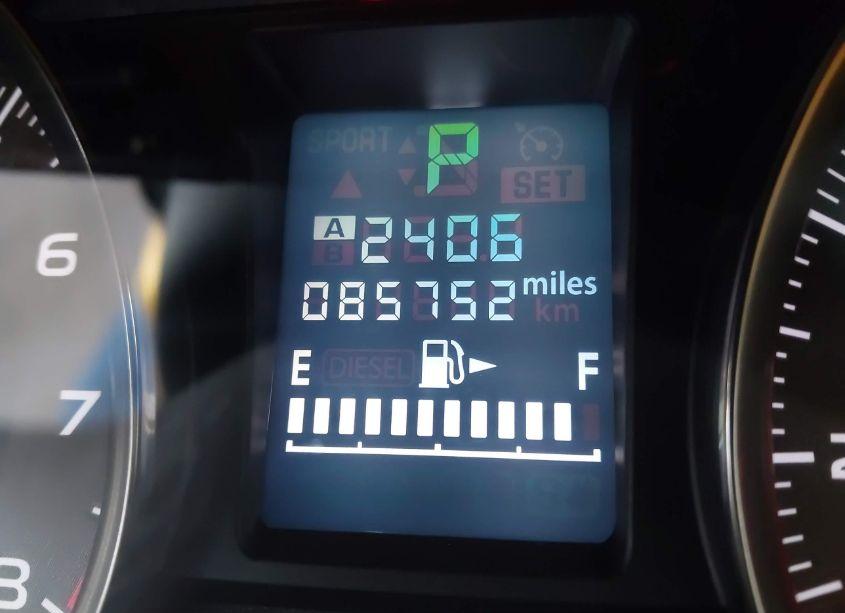 SPORT P
SET
A 2406
B
085752 miles
km
E DIESEL F
6
7
8